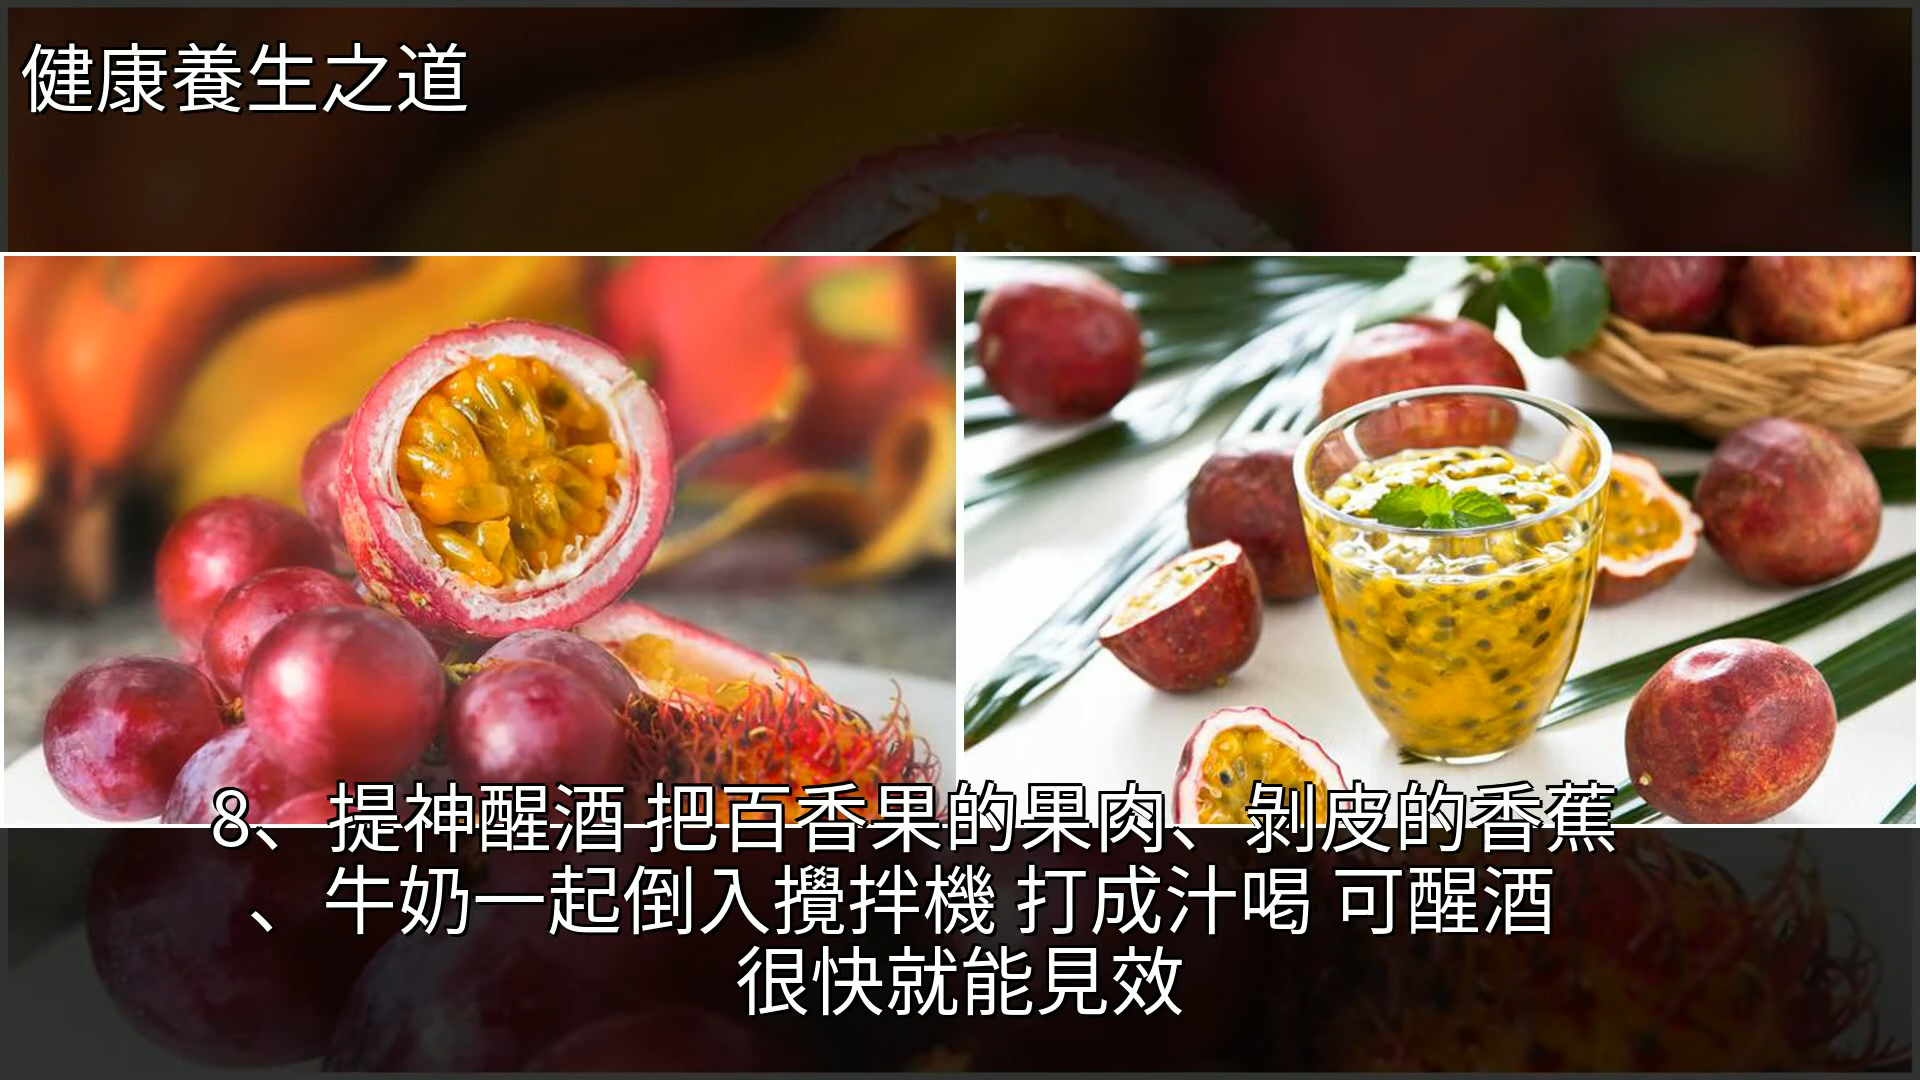 健康養生之道
8、提神醒酒 把百香果的果肉、剝皮的香蕉
、牛奶一起倒入攪拌機 打成汁喝 可醒酒
很快就能見效